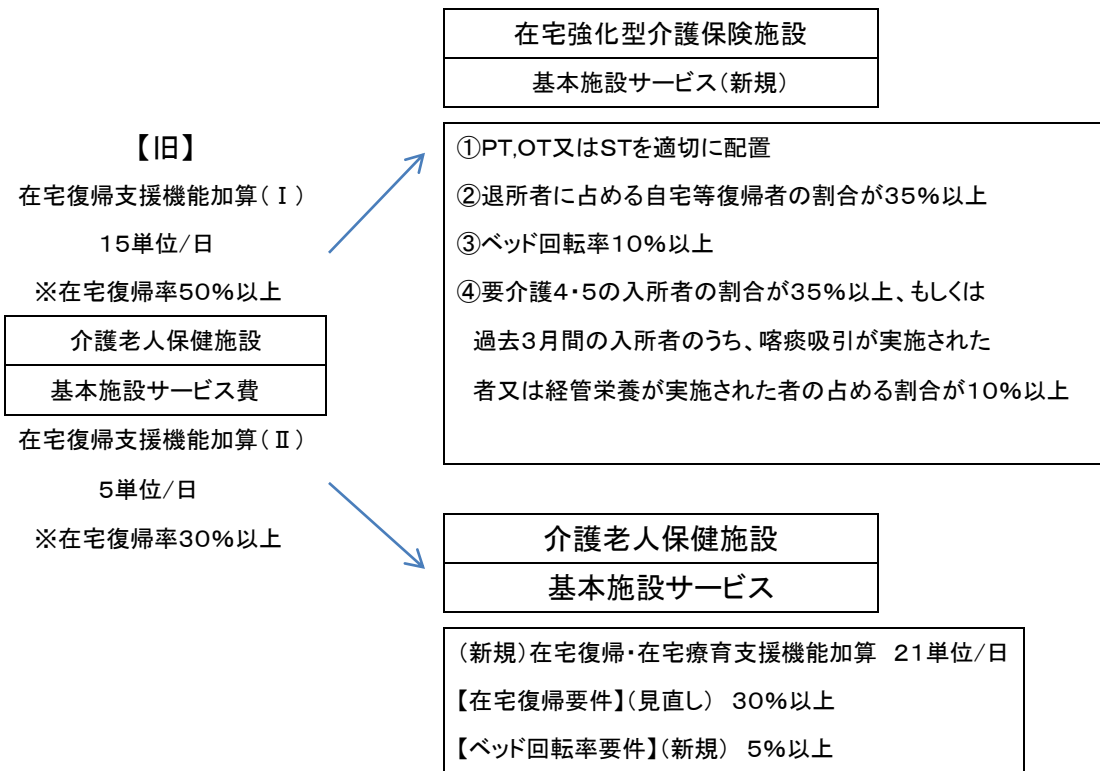 在宅強化型介護保険施設
基本施設サービス(新規)
【旧】
在宅復帰支援機能加算(Ⅰ)
15単位/日
※在宅復帰率50%以上
介護老人保健施設
基本施設サービス費
在宅復帰支援機能加算(Ⅱ)
5単位/日
※在宅復帰率30%以上
①PT,OT又はSTを適切に配置
②退所者に占める自宅等復帰者の割合が35%以上
③ベッド回転率10%以上
④要介護4・5の入所者の割合が35%以上、もしくは
過去3月間の入所者のうち、喀痰吸引が実施された
者又は経管栄養が実施された者の占める割合が10%以上
介護老人保健施設
基本施設サービス
(新規)在宅復帰・在宅療育支援機能加算 21単位/日
【在宅復帰要件】(見直し) 30%以上
【ベッド回転率要件】(新規) 5%以上